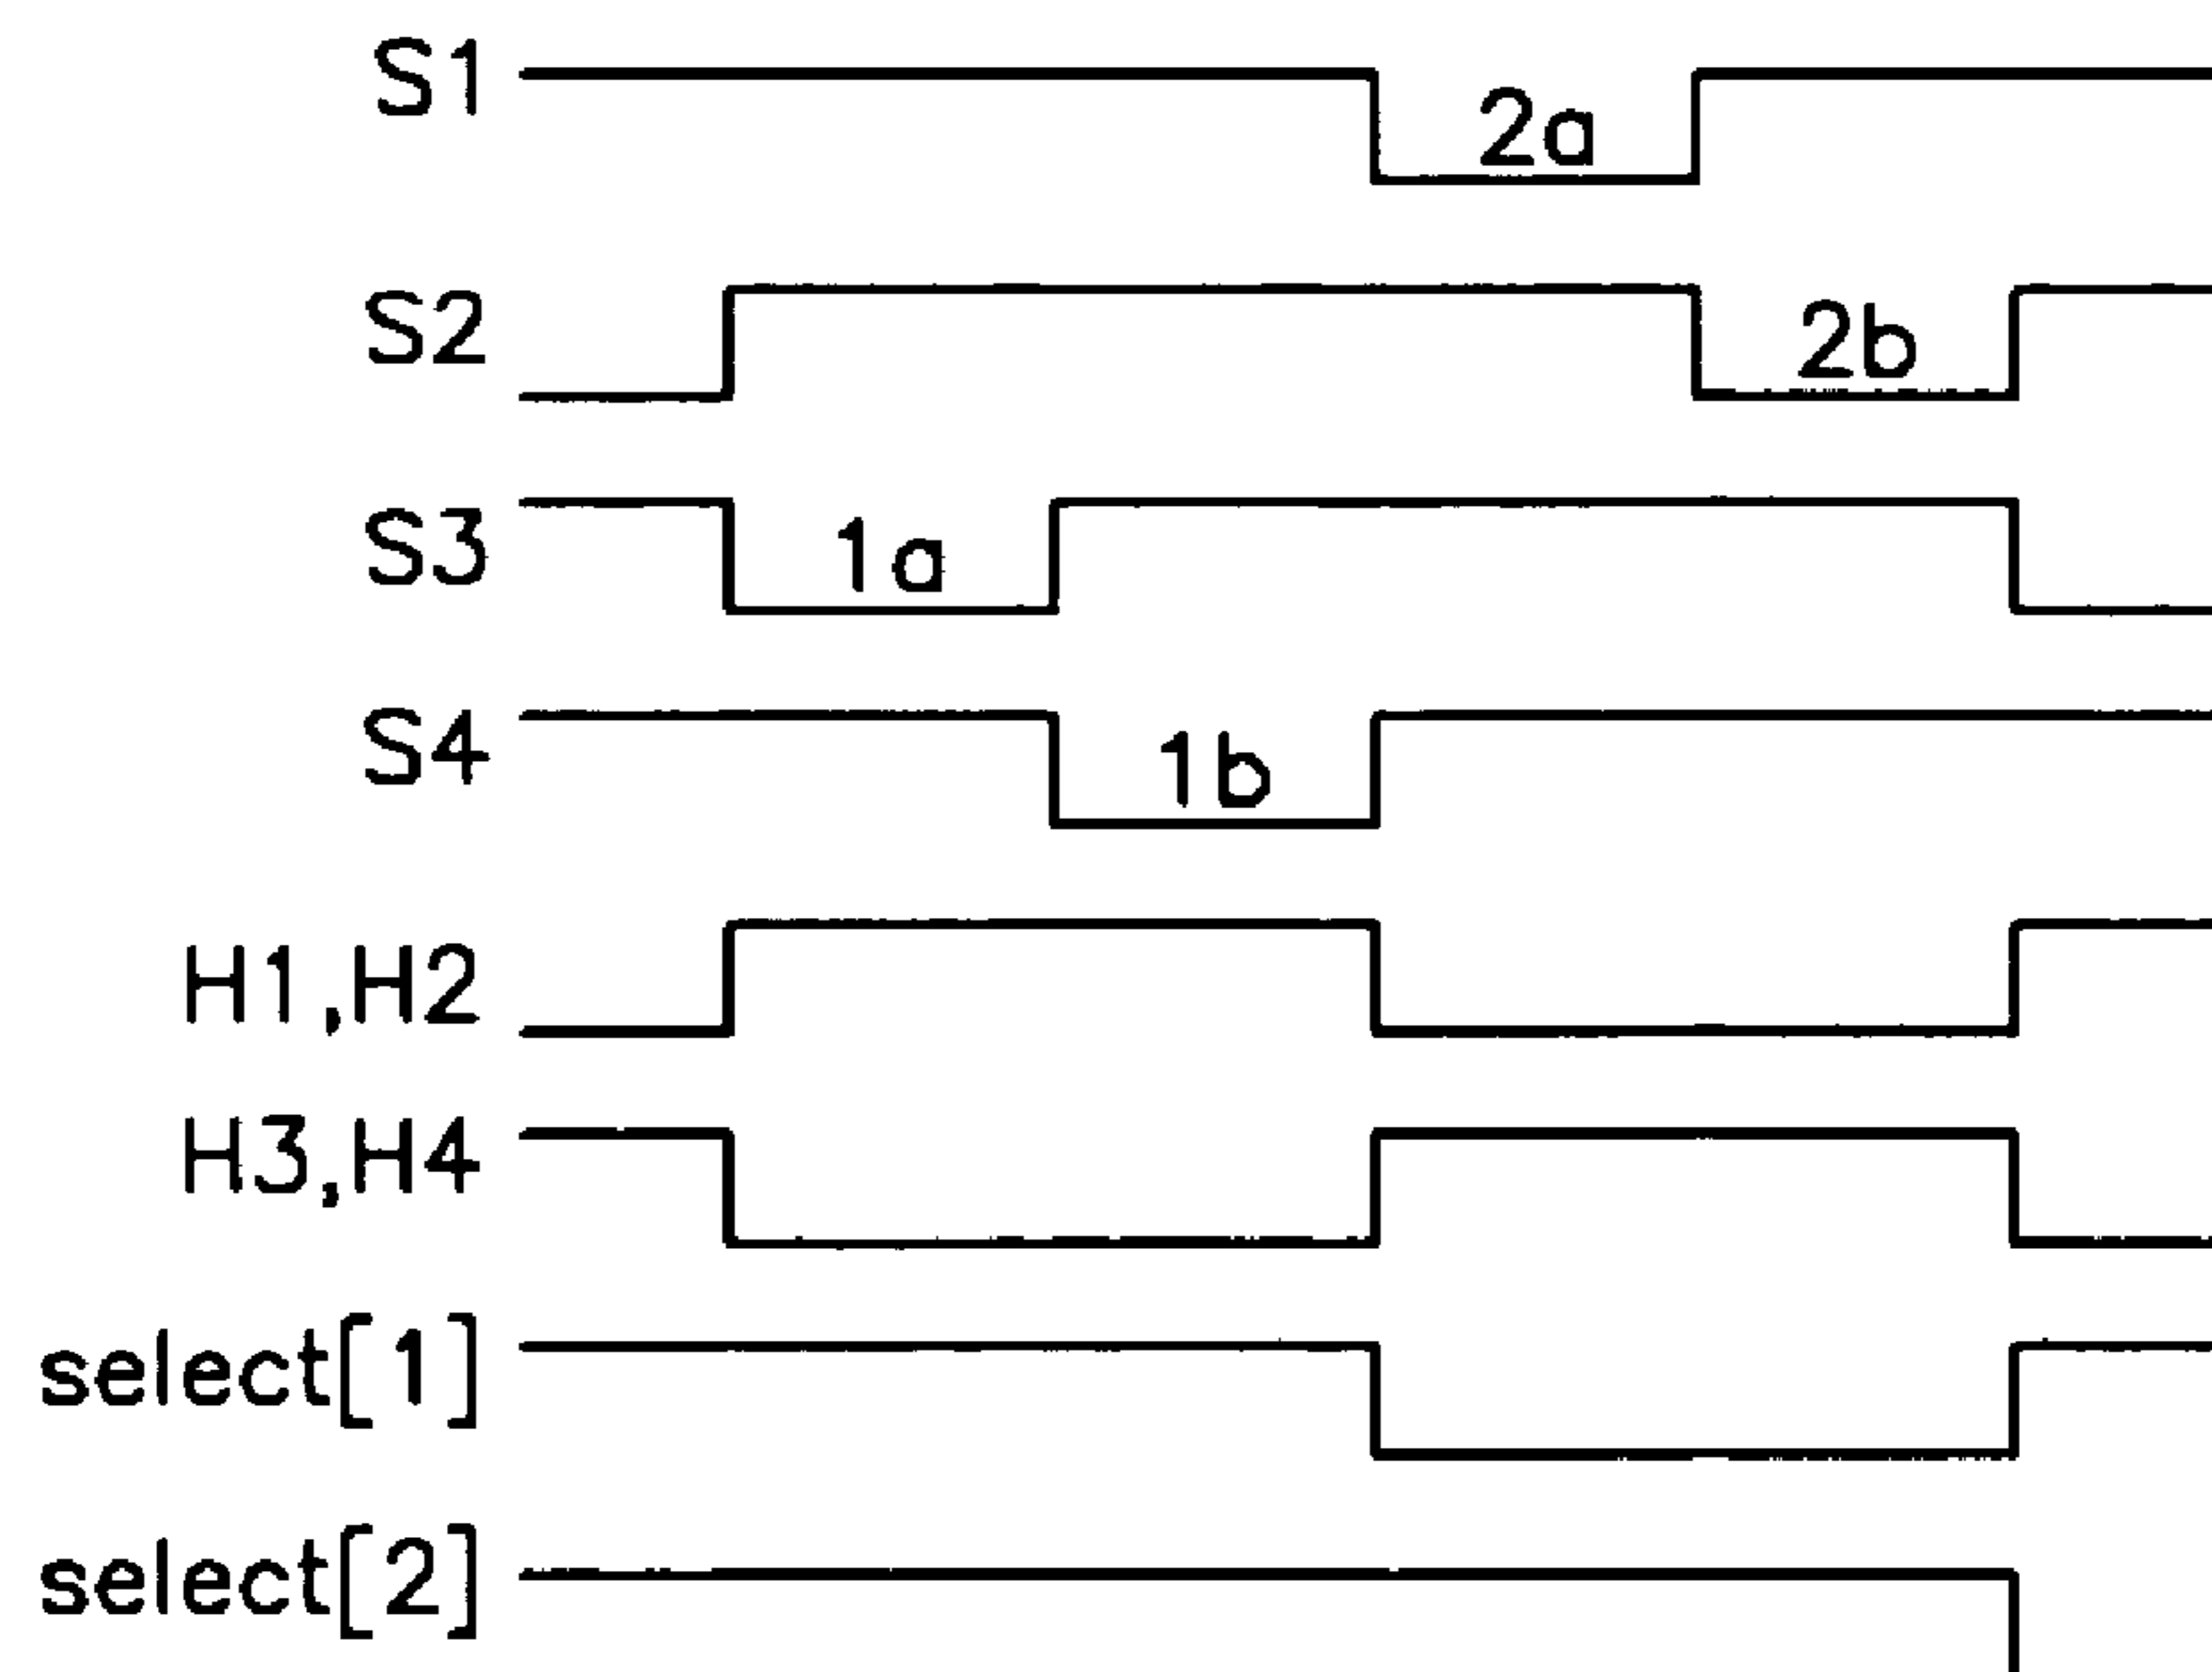 S1
2a
S2
2b
S3
1a
S4
1b
H1,H2
H3,H4
select[1]
select[2]